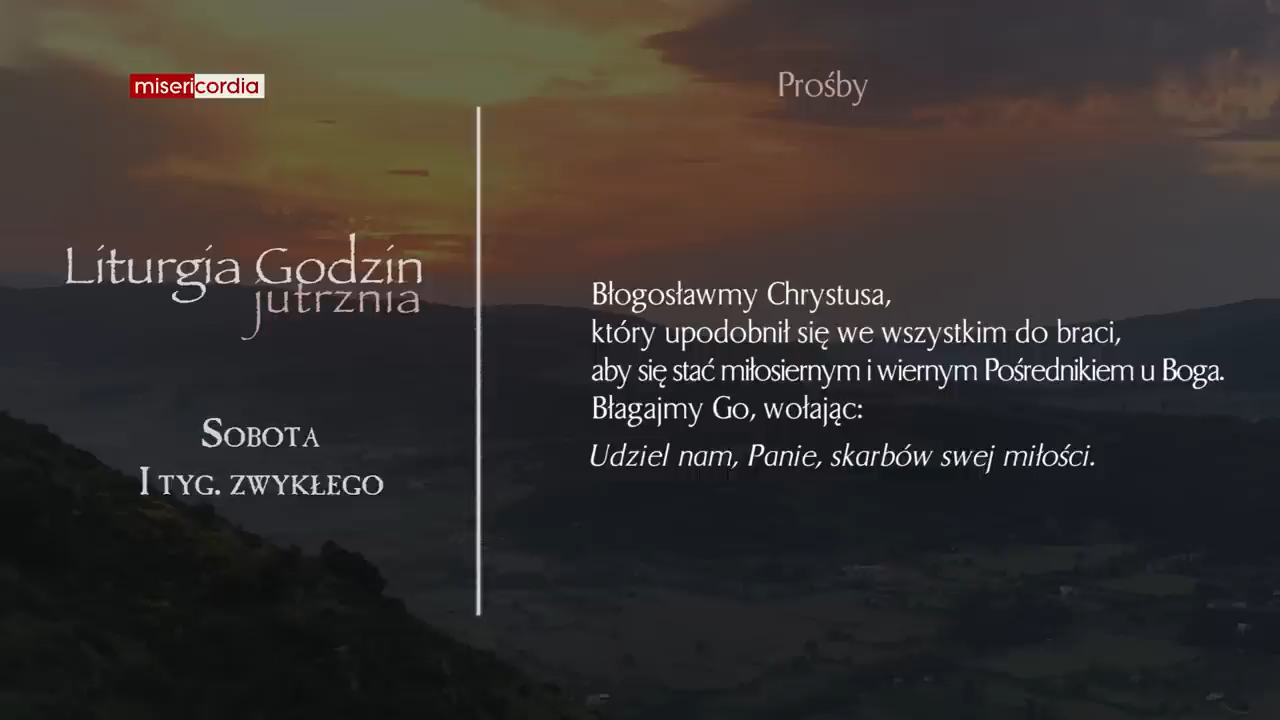 misericordia
Liturgia Godzin
jutrznia
Sobota
I tyg. zwykłego
Prośby
Błogosławmy Chrystusa,
który upodobnił się we wszystkim do braci,
aby się stać miłosiernym i wiernym Pośrednikiem u Boga.
Błagajmy Go, wołając:
Udziel nam, Panie, skarbów swej miłości.